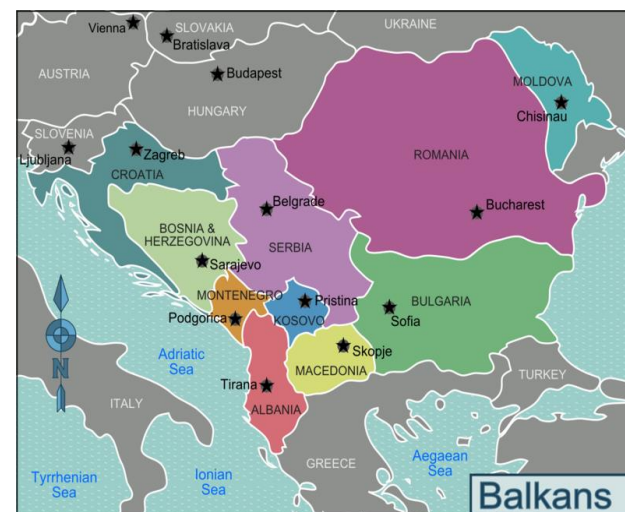 UKRAINE
Vienna
SLOVAKIA
Bratislava
AUSTRIA
Budapest
MOLDOVA
HUNGARY
Chisinau
SLOVENIA
Ljubljana
Zagreb
ROMANIA
CROATIA
Belgrade
Bucharest
BOSNIA &
HERZEGOVINA
SERBIA
Sarajevo
MONTENEGRO
Pristina
BULGARIA
Podgorica
KOSOVO
Sofia
Skopje
Adriatic
Sea
MACEDONIA
N
TURKEY
Tirana
ITALY
ALBANIA
GREECE
Aegaean
Sea
Tyrrhenian
Sea
Ionian
Sea
Balkans